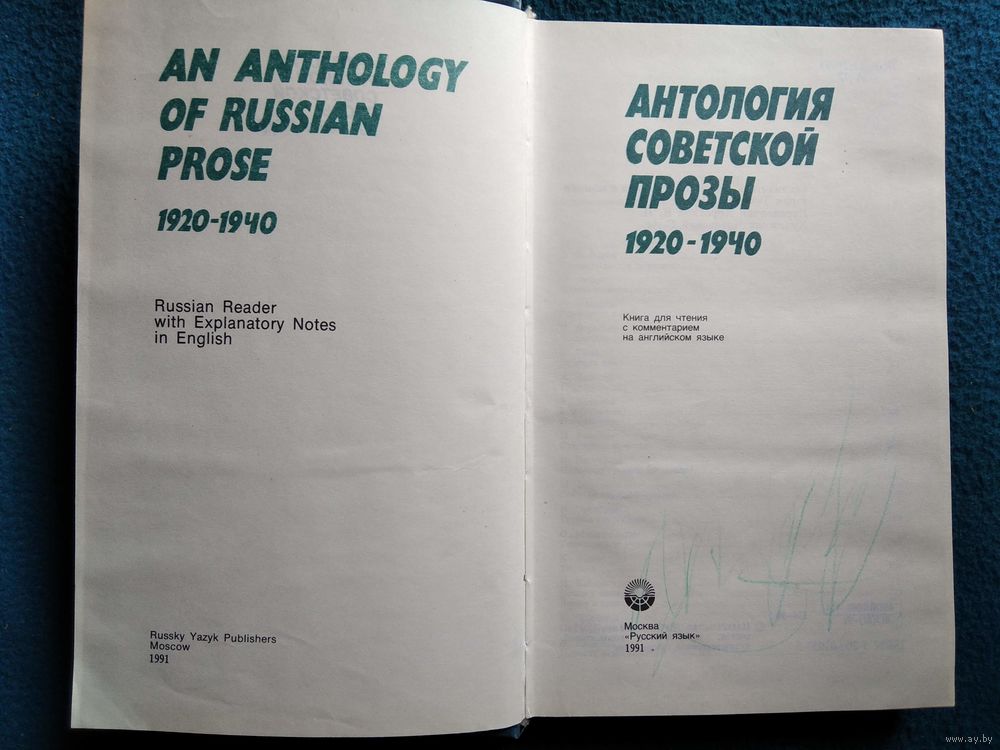 AN ANTHOLOGY
OF RUSSIAN
PROSE
1920-1940
Russian Reader
with Explanatory Notes
in English
Russky Yazyk Publishers
Moscow
1991
АНТОЛОГИЯ
СОВЕТСКОЙ
ПРОЗЫ
1920-1940
Книга для чтения
с комментарием
на английском языке
Москва
«Русский язык»
1991
www.ay.by